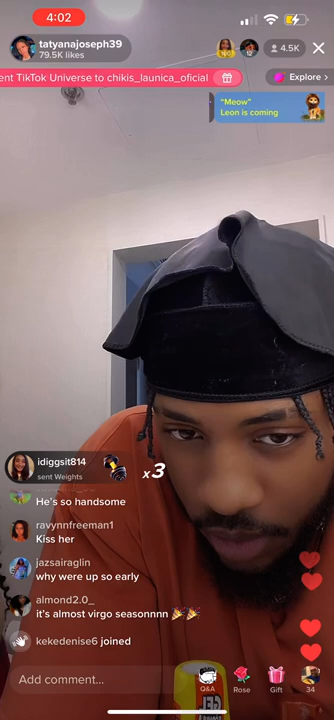 4:02
tatyanajoseph39
79.5K likes
4.5K
ent TikTok Universe to chikis_launica_oficial
Explore >
"Meow"
Leon is coming
idiggsit814
sent Weights
x3
He's so handsome
ravynnfreeman1
Kiss her
jazsairaglin
why were up so early
almond2.0_
it's almost virgo seasonnnn 🎉🎉
kekedenise6 joined
Add comment...
Q&A
Rose
Gift
34